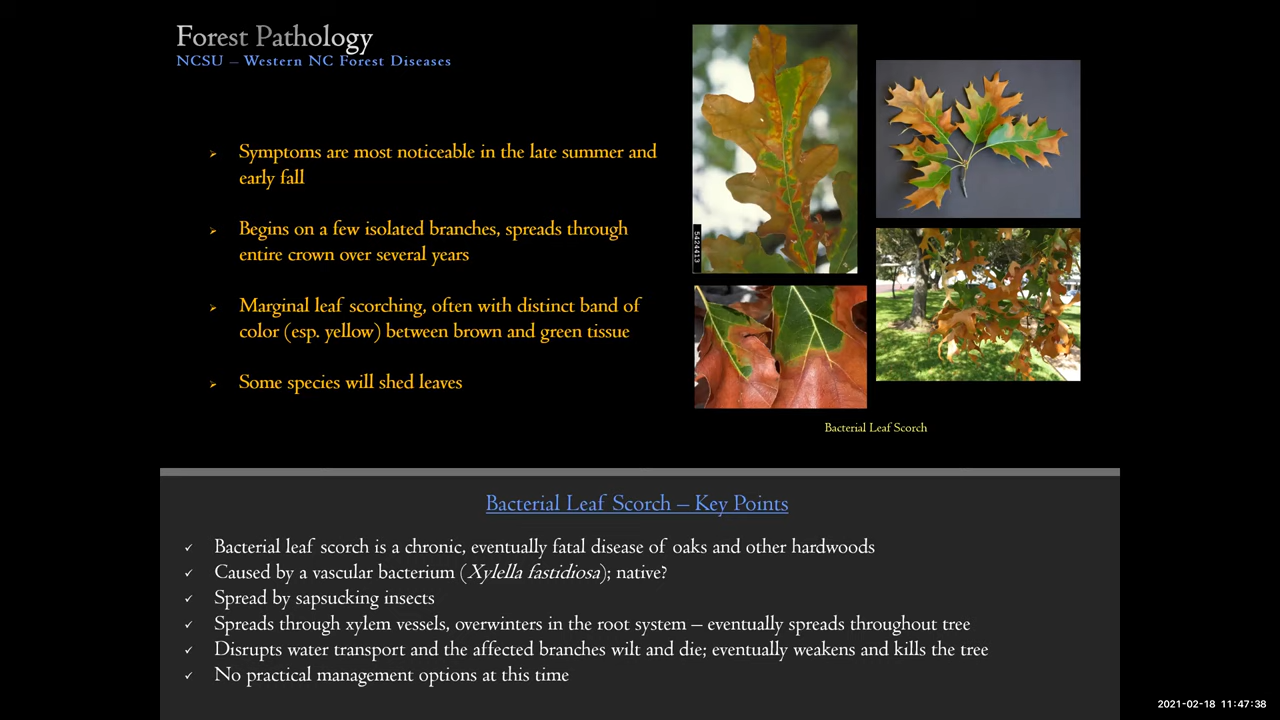 Forest Pathology
NCSU – Western NC Forest Diseases
➢ Symptoms are most noticeable in the late summer and
early fall
➢ Begins on a few isolated branches, spreads through
entire crown over several years
➢ Marginal leaf scorching, often with distinct band of
color (esp. yellow) between brown and green tissue
➢ Some species will shed leaves
5424413
Bacterial Leaf Scorch
Bacterial Leaf Scorch – Key Points
✓ Bacterial leaf scorch is a chronic, eventually fatal disease of oaks and other hardwoods
✓ Caused by a vascular bacterium (Xylella fastidiosa); native?
✓ Spread by sapsucking insects
✓ Spreads through xylem vessels, overwinters in the root system – eventually spreads throughout tree
✓ Disrupts water transport and the affected branches wilt and die; eventually weakens and kills the tree
✓ No practical management options at this time
2021-02-18 11:47:38